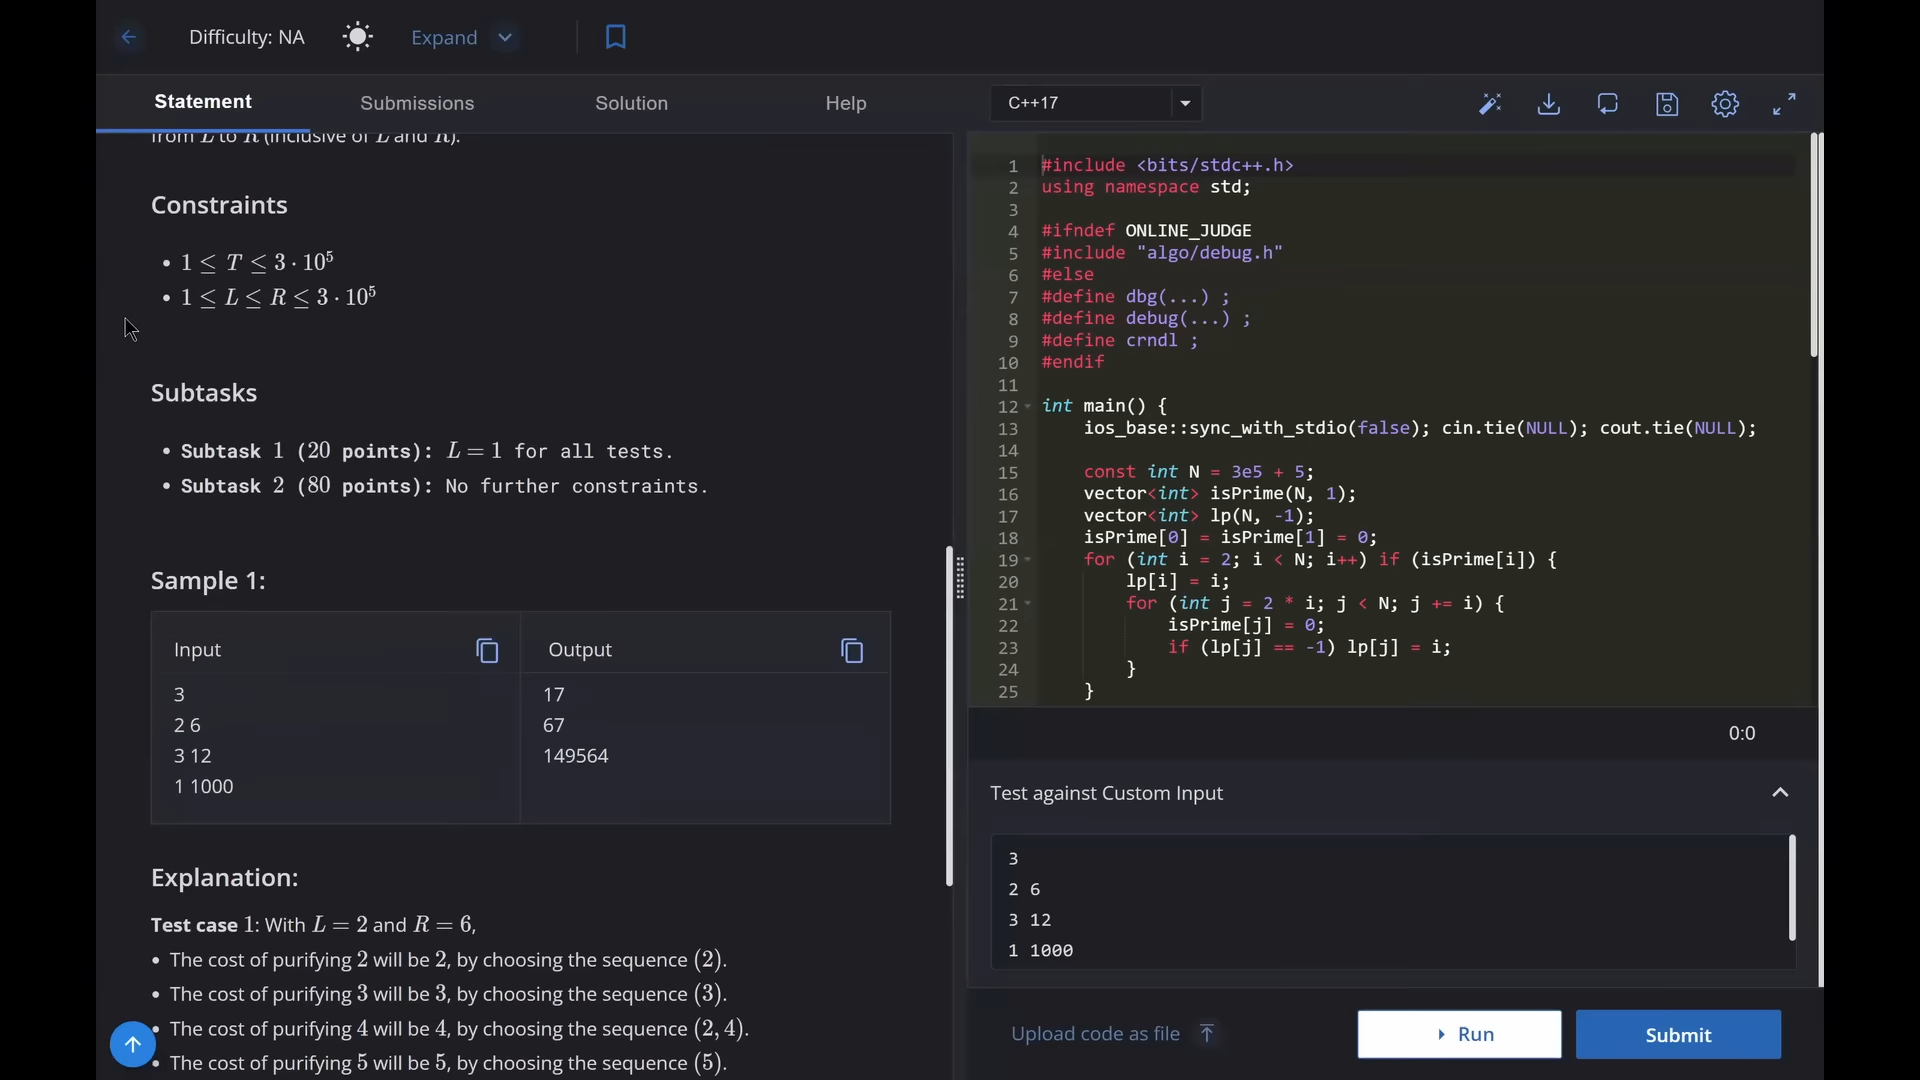 Difficulty: NA
Expand
Statement
Submissions
Solution
Help
C++17
from L to R (inclusive of L and R).
Constraints
• 1 ≤ T ≤ 3 · 10⁵
• 1 ≤ L ≤ R ≤ 3 · 10⁵
Subtasks
• Subtask 1 (20 points): L = 1 for all tests.
• Subtask 2 (80 points): No further constraints.
Sample 1:
Input
Output
3
2 6
3 12
1 1000
17
67
149564
Explanation:
Test case 1: With L = 2 and R = 6,
• The cost of purifying 2 will be 2, by choosing the sequence (2).
• The cost of purifying 3 will be 3, by choosing the sequence (3).
• The cost of purifying 4 will be 4, by choosing the sequence (2, 4).
• The cost of purifying 5 will be 5, by choosing the sequence (5).
1 #include <bits/stdc++.h>
2 using namespace std;
3
4 #ifndef ONLINE_JUDGE
5 #include "algo/debug.h"
6 #else
7 #define dbg(...) ;
8 #define debug(...) ;
9 #define crndl ;
10 #endif
11
12 int main() {
13     ios_base::sync_with_stdio(false); cin.tie(NULL); cout.tie(NULL);
14
15     const int N = 3e5 + 5;
16     vector<int> isPrime(N, 1);
17     vector<int> lp(N, -1);
18     isPrime[0] = isPrime[1] = 0;
19     for (int i = 2; i < N; i++) if (isPrime[i]) {
20         lp[i] = i;
21         for (int j = 2 * i; j < N; j += i) {
22             isPrime[j] = 0;
23             if (lp[j] == -1) lp[j] = i;
24         }
25     }
0:0
Test against Custom Input
3
2 6
3 12
1 1000
Upload code as file
Run
Submit